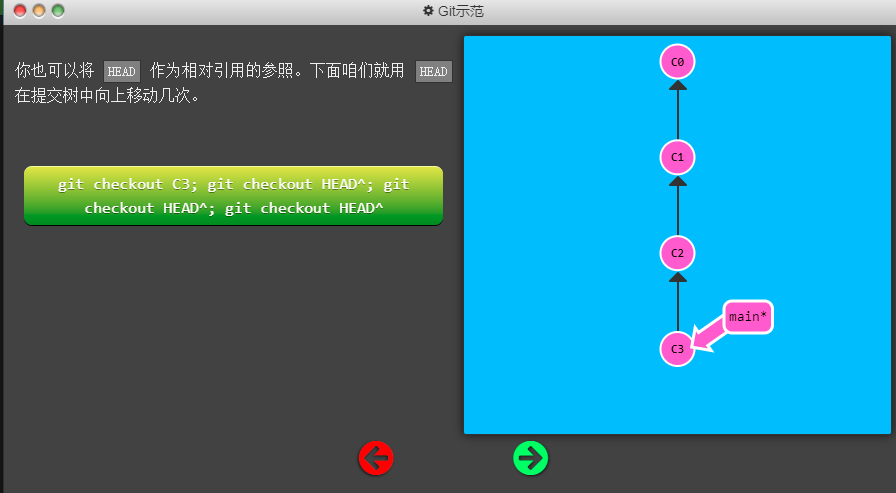 Git示范
你也可以将 HEAD 作为相对引用的参照。下面咱们就用 HEAD
在提交树中向上移动几次。
git checkout C3; git checkout HEAD^; git
checkout HEAD^; git checkout HEAD^
C0
C1
C2
main*
C3